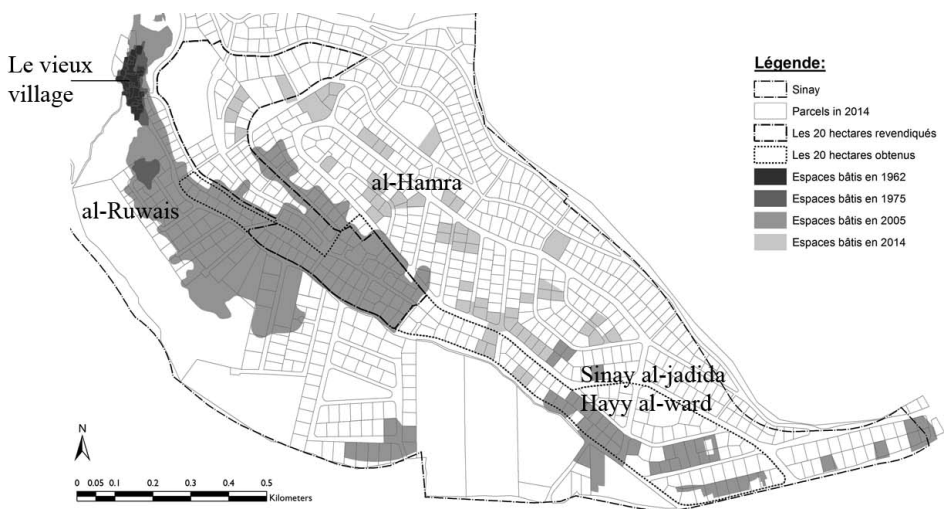 Le vieux
village
al-Ruwais
al-Hamra
Sinay al-jadida
Hayy al-ward
Légende:
Sinay
Parcels in 2014
Les 20 hectares revendiqués
Les 20 hectares obtenus
Espaces bâtis en 1962
Espaces bâtis en 1975
Espaces bâtis en 2005
Espaces bâtis en 2014
N
0 0.05 0.1 0.2 0.3 0.4 0.5
Kilometers